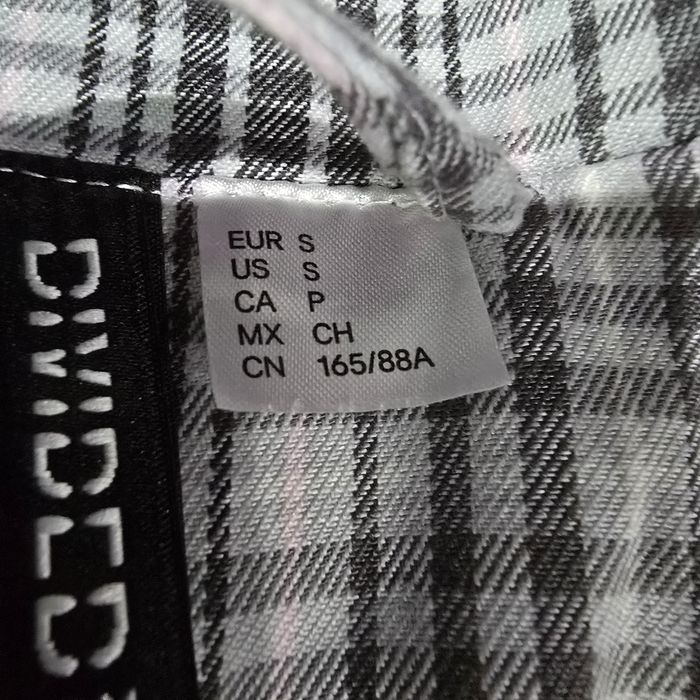 DIVIDED
EUR S
US S
CA P
MX CH
CN 165/88A